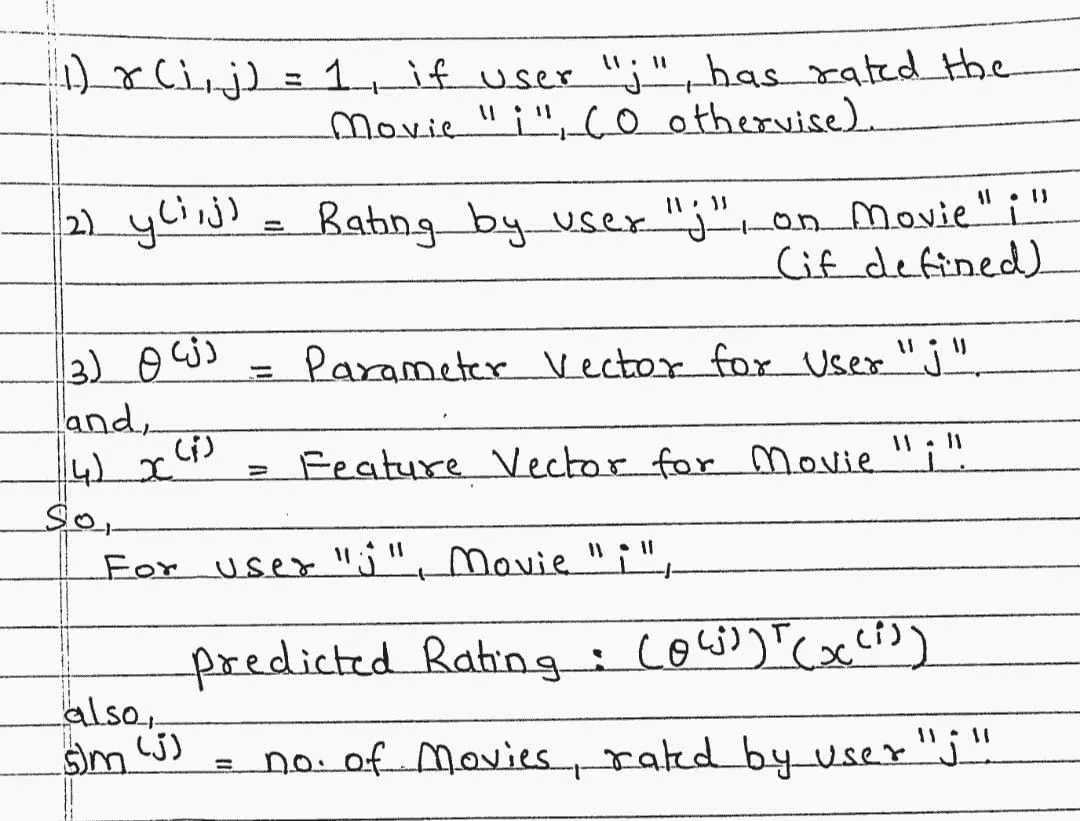 1) r(i,j) = 1, if user "j", has rated the
Movie "i", (0 othervise).
2) y(i,j) = Rating by user "j", on Movie "i"
(if defined)
3) θ(j) = Parameter Vector for User "j".
and,
4) x(i) = Feature Vector for Movie "i".
So,
For user "j", Movie "i",
predicted Rating : (θ(j))ᵀ(x(i))
also,
5) m(j) = no. of Movies, rated by user "j".